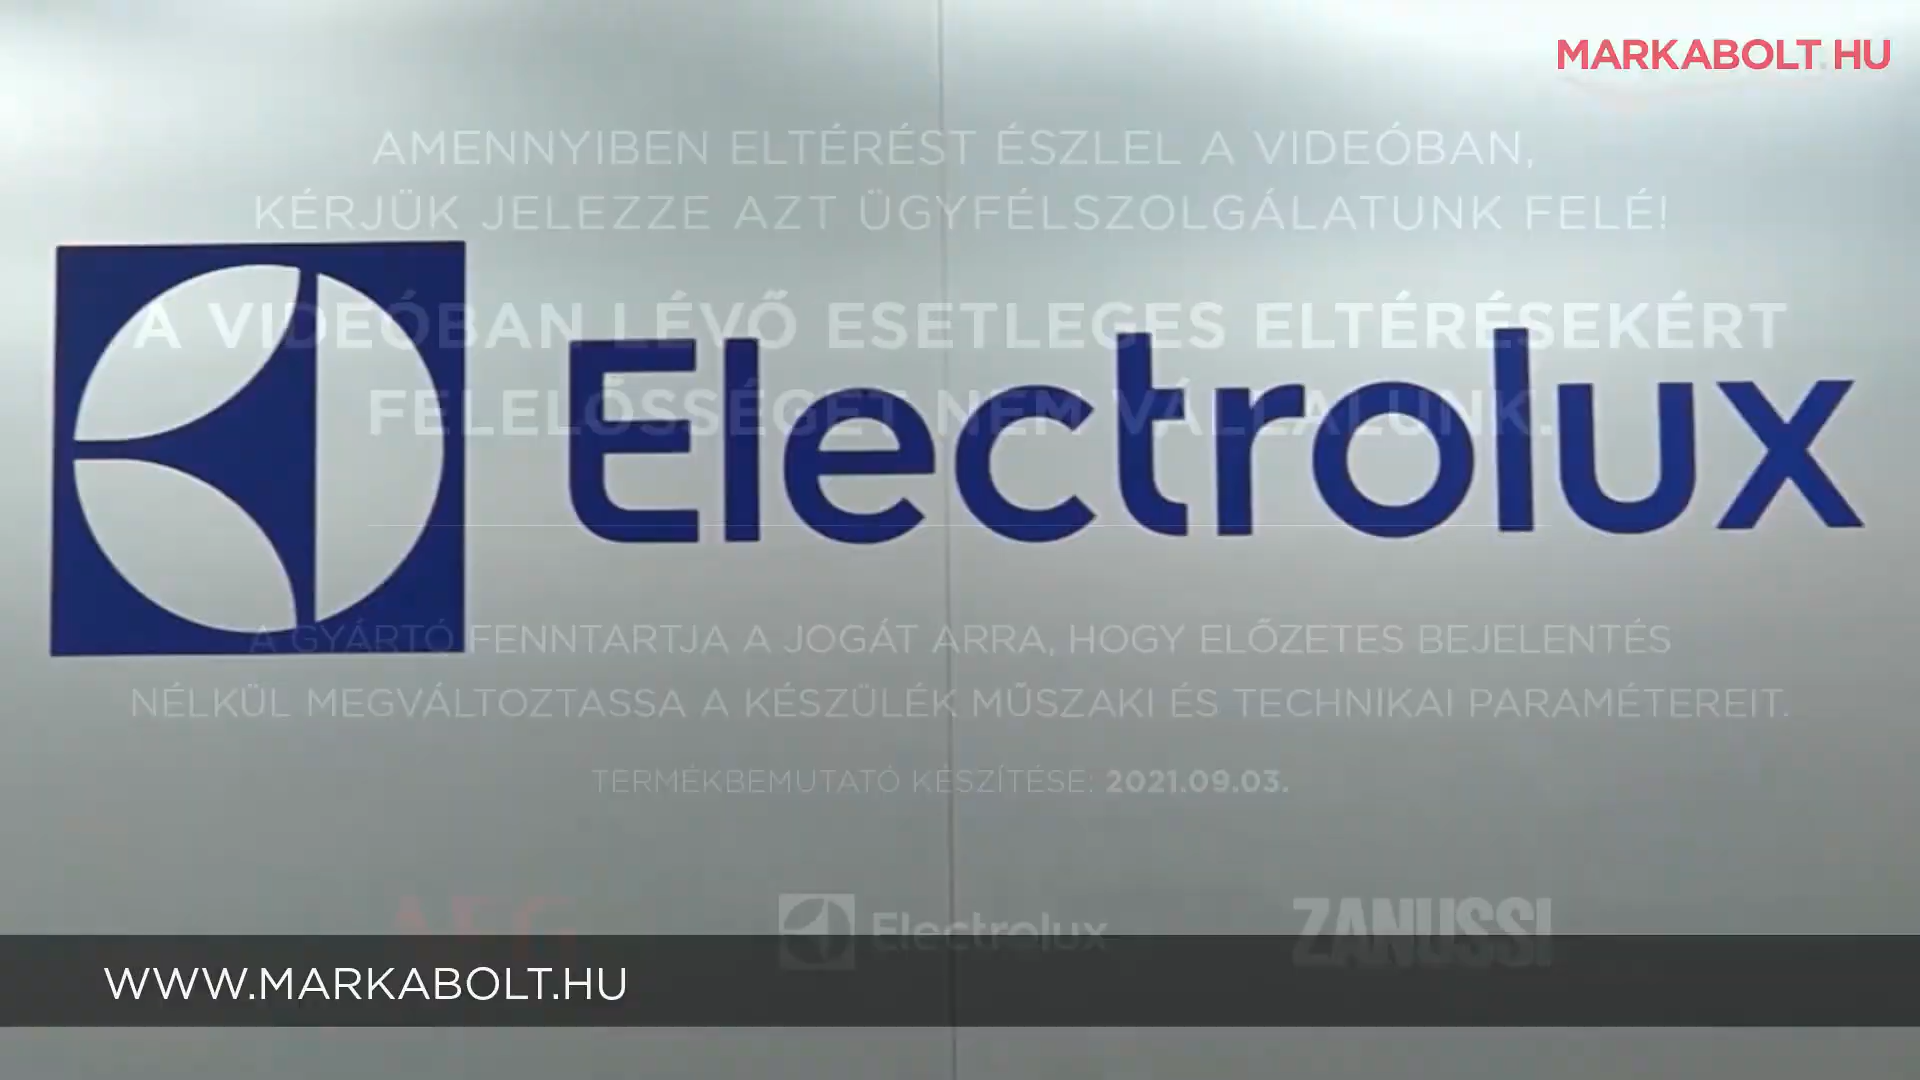 MARKABOLT.HU
AMENNYIBEN ELTÉRÉST ÉSZLEL A VIDEÓBAN,
KÉRJÜK JELEZZE AZT ÜGYFÉLSZOLGÁLATUNK FELÉ!
A VIDEÓBAN LÉVŐ ESETLEGES ELTÉRÉSEKÉRT
FELELŐSSÉGET NEM VÁLLALUNK.
Electrolux
A GYÁRTÓ FENNTARTJA A JOGÁT ARRA, HOGY ELŐZETES BEJELENTÉS
NÉLKÜL MEGVÁLTOZTASSA A KÉSZÜLÉK MŰSZAKI ÉS TECHNIKAI PARAMÉTEREIT.
TERMÉKBEMUTATÓ KÉSZÍTÉSE: 2021.09.03.
AEG
Electrolux
ZANUSSI
WWW.MARKABOLT.HU